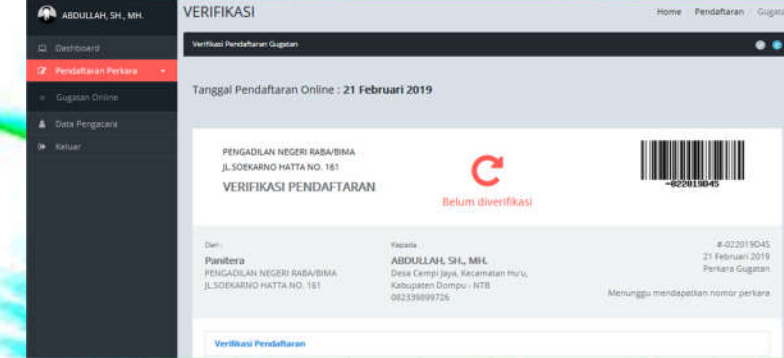 ABDULLAH, SH., MH.
Dashboard
Pendaftaran Perkara
Gugatan Online
Data Pengacara
Keluar
VERIFIKASI
Home Pendaftaran Gugata
Verifikasi Pendaftaran Gugatan
Tanggal Pendaftaran Online : 21 Februari 2019
PENGADILAN NEGERI RABA/BIMA
JL.SOEKARNO HATTA NO. 161
VERIFIKASI PENDAFTARAN
Belum diverifikasi
-022019D45
Dari :
Panitera
PENGADILAN NEGERI RABA/BIMA
JL.SOEKARNO HATTA NO. 161
Kepada
ABDULLAH, SH., MH.
Desa Cempi Jaya, Kecamatan Hu'u,
Kabupaten Dompu - NTB
082339899726
#-022019D45
21 Februari 2019
Perkara Gugatan
Menunggu mendapatkan nomor perkara
Verifikasi Pendaftaran